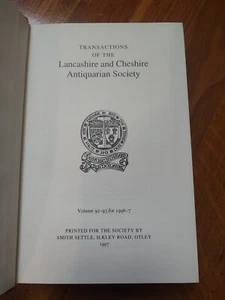 TRANSACTIONS
OF THE
Lancashire and Cheshire
Antiquarian Society
Volume 92-93 for 1996-7
PRINTED FOR THE SOCIETY BY
SMITH SETTLE, ILKLEY ROAD, OTLEY
1997